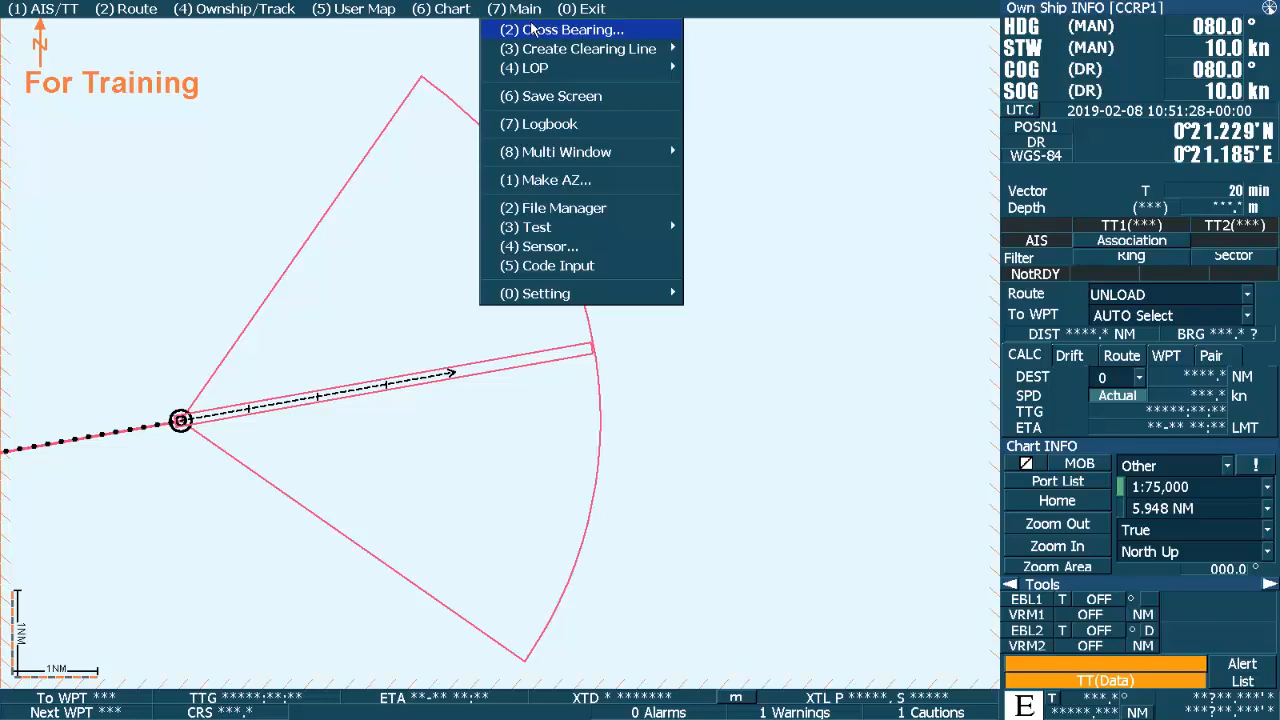 (1) AIS/TT (2) Route (4) Ownship/Track (5) User Map (6) Chart (7) Main (0) Exit
N
For Training
(2) Cross Bearing...
(3) Create Clearing Line
(4) LOP
(6) Save Screen
(7) Logbook
(8) Multi Window
(1) Make AZ...
(2) File Manager
(3) Test
(4) Sensor...
(5) Code Input
(0) Setting
1NM
1NM
Own Ship INFO [CCRP1]
HDG (MAN) 080.0 °
STW (MAN) 10.0 kn
COG (DR) 080.0 °
SOG (DR) 10.0 kn
UTC 2019-02-08 10:51:28+00:00
POSN1 0°21.229' N
DR
WGS-84 0°21.185' E
Vector T 20 min
Depth (***) ***.* m
TT1(***) TT2(***)
AIS Association
Filter Ring Sector
NotRDY
Route UNLOAD
To WPT AUTO Select
DIST ****.* NM BRG ***.* ?
CALC Drift Route WPT Pair
DEST 0 ****.* NM
SPD Actual ***.* kn
TTG *****:**:**
ETA **-** **:** LMT
Chart INFO
MOB Other !
Port List 1:75,000
Home 5.948 NM
Zoom Out True
Zoom In North Up
Zoom Area 000.0 °
Tools
EBL1 T OFF °
VRM1 OFF NM
EBL2 T OFF ° D
VRM2 OFF NM
TT(Data) Alert List
To WPT *** TTG *****:**:** ETA **-** **:** XTD * ******* m XTL P *****, S *****
Next WPT *** CRS ***.* 0 Alarms 1 Warnings 1 Cautions
E T ***.*° **?**.***'*
*****.*** NM ***?**.***'*